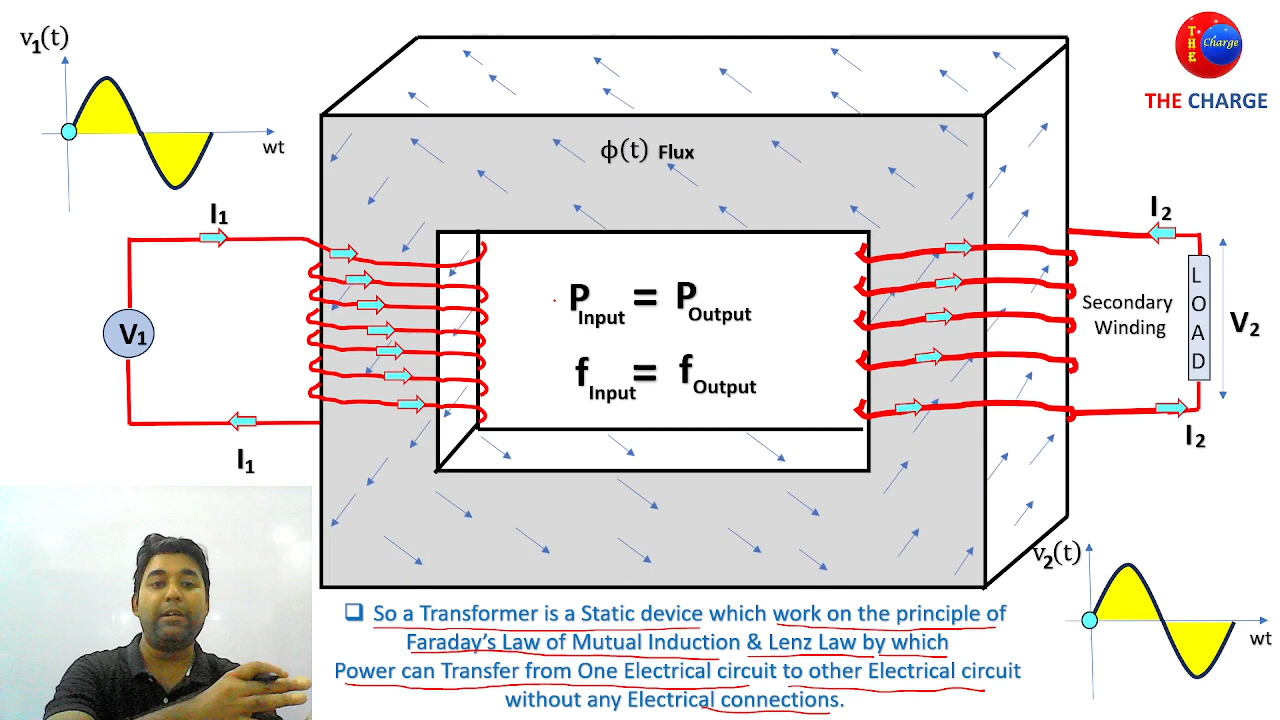 v1(t)
wt
THE
Charge
THE CHARGE
ϕ(t) Flux
I1
I1
V1
PInput = POutput
fInput = fOutput
I2
Secondary
Winding
LOAD
V2
I2
v2(t)
wt
❑ So a Transformer is a Static device which work on the principle of
Faraday's Law of Mutual Induction & Lenz Law by which
Power can Transfer from One Electrical circuit to other Electrical circuit
without any Electrical connections.